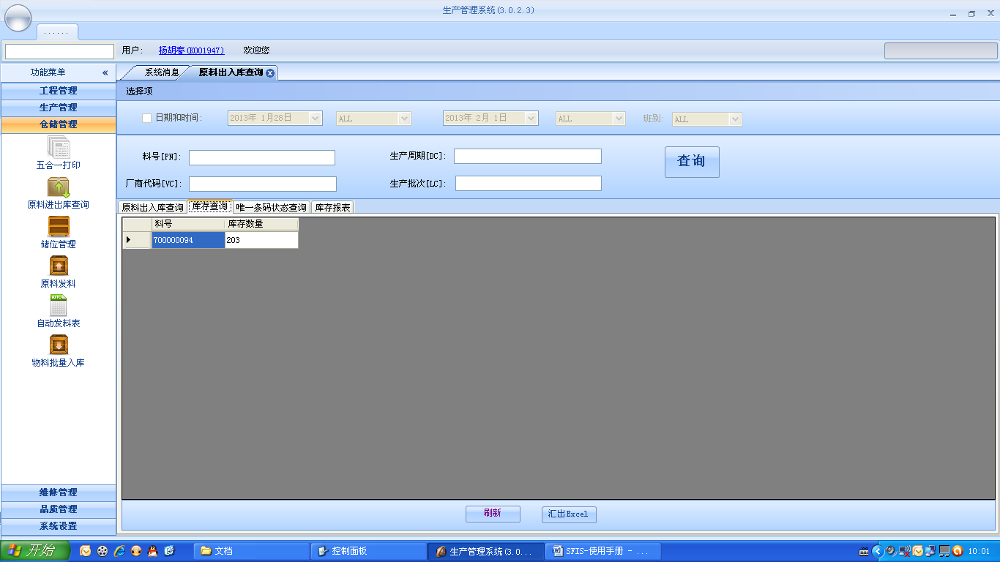 生产管理系统(3.0.2.3)
......
用户: 杨胡春(K001947) 欢迎您
功能菜单 «
系统消息 原料出入库查询
工程管理
生产管理
仓储管理
五合一打印
原料进出库查询
储位管理
原料发料
AUTO
自动发料表
物料批量入库
维修管理
品质管理
系统设置
选择项
日期和时间: 2013年 1月28日 ALL 2013年 2月 1日 ALL 班别: ALL
料号[PN]: 生产周期[DC]: 查询
厂商代码[VC]: 生产批次[LC]:
原料出入库查询 库存查询 唯一条码状态查询 库存报表
料号 库存数量
700000094 203
刷新 汇出Excel
开始 文档 控制面板 生产管理系统(3.0... SFIS-使用手册 - ... 10:01